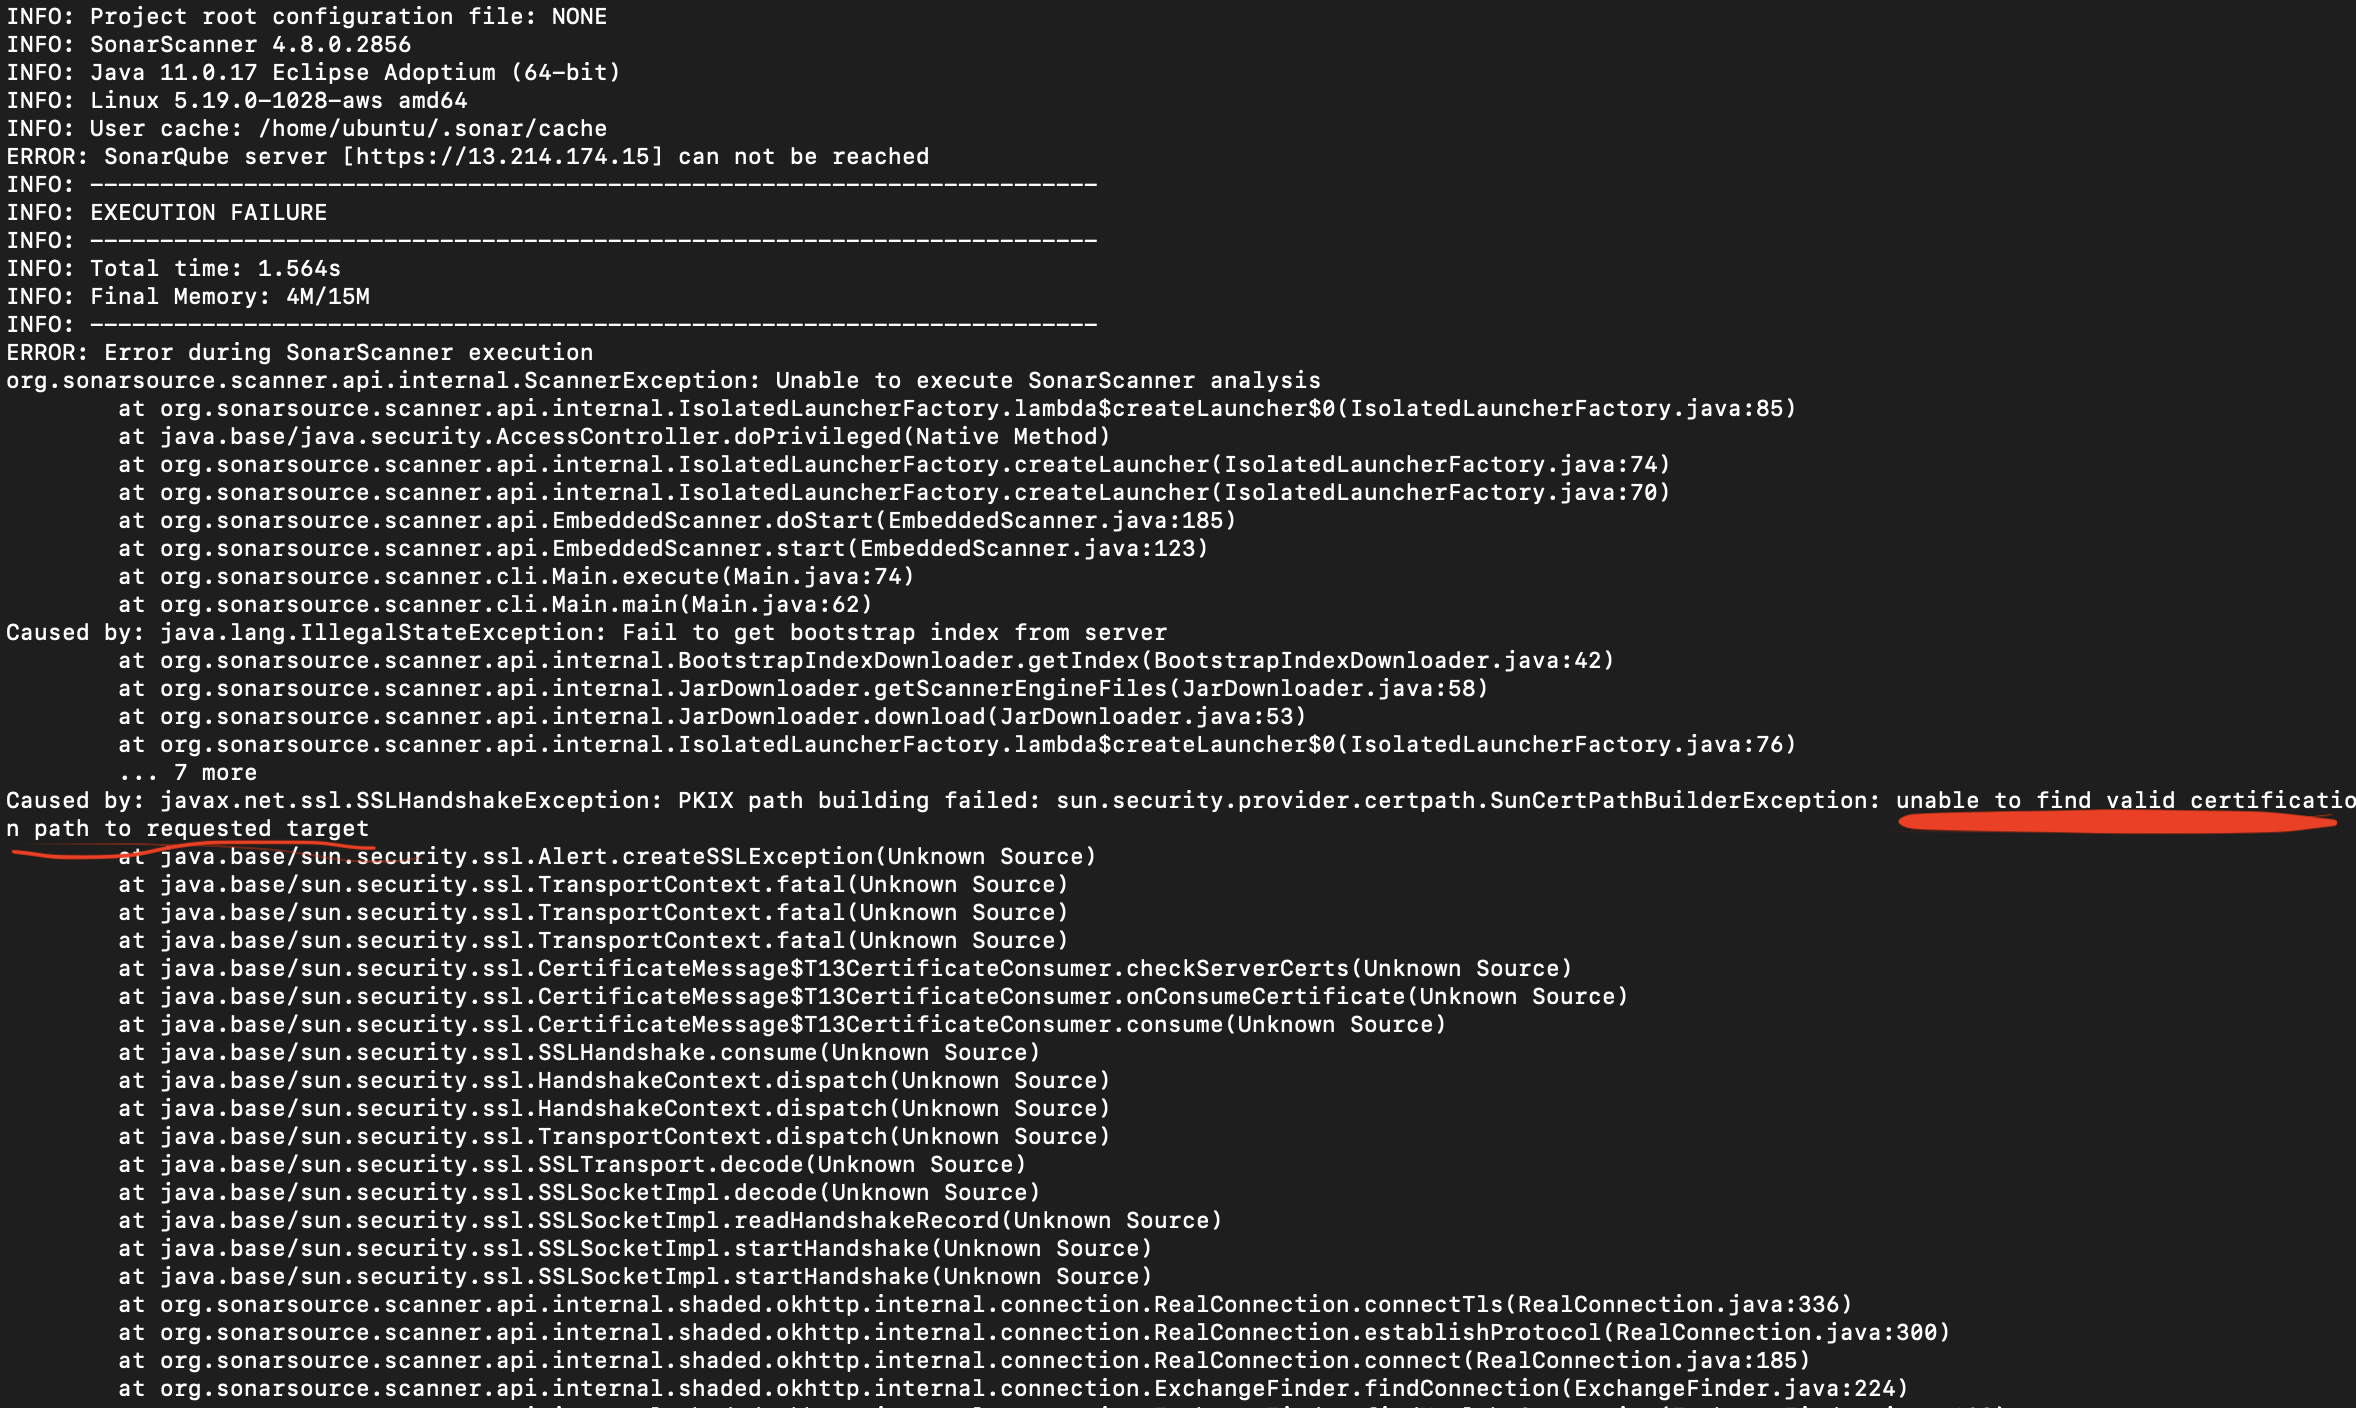 INFO: Project root configuration file: NONE
INFO: SonarScanner 4.8.0.2856
INFO: Java 11.0.17 Eclipse Adoptium (64-bit)
INFO: Linux 5.19.0-1028-aws amd64
INFO: User cache: /home/ubuntu/.sonar/cache
ERROR: SonarQube server [https://13.214.174.15] can not be reached
INFO: ------------------------------------------------------------------------
INFO: EXECUTION FAILURE
INFO: ------------------------------------------------------------------------
INFO: Total time: 1.564s
INFO: Final Memory: 4M/15M
INFO: ------------------------------------------------------------------------
ERROR: Error during SonarScanner execution
org.sonarsource.scanner.api.internal.ScannerException: Unable to execute SonarScanner analysis
        at org.sonarsource.scanner.api.internal.IsolatedLauncherFactory.lambda$createLauncher$0(IsolatedLauncherFactory.java:85)
        at java.base/java.security.AccessController.doPrivileged(Native Method)
        at org.sonarsource.scanner.api.internal.IsolatedLauncherFactory.createLauncher(IsolatedLauncherFactory.java:74)
        at org.sonarsource.scanner.api.internal.IsolatedLauncherFactory.createLauncher(IsolatedLauncherFactory.java:70)
        at org.sonarsource.scanner.api.EmbeddedScanner.doStart(EmbeddedScanner.java:185)
        at org.sonarsource.scanner.api.EmbeddedScanner.start(EmbeddedScanner.java:123)
        at org.sonarsource.scanner.cli.Main.execute(Main.java:74)
        at org.sonarsource.scanner.cli.Main.main(Main.java:62)
Caused by: java.lang.IllegalStateException: Fail to get bootstrap index from server
        at org.sonarsource.scanner.api.internal.BootstrapIndexDownloader.getIndex(BootstrapIndexDownloader.java:42)
        at org.sonarsource.scanner.api.internal.JarDownloader.getScannerEngineFiles(JarDownloader.java:58)
        at org.sonarsource.scanner.api.internal.JarDownloader.download(JarDownloader.java:53)
        at org.sonarsource.scanner.api.internal.IsolatedLauncherFactory.lambda$createLauncher$0(IsolatedLauncherFactory.java:76)
        ... 7 more
Caused by: javax.net.ssl.SSLHandshakeException: PKIX path building failed: sun.security.provider.certpath.SunCertPathBuilderException: unable to find valid certificatio
n path to requested target
        at java.base/sun.security.ssl.Alert.createSSLException(Unknown Source)
        at java.base/sun.security.ssl.TransportContext.fatal(Unknown Source)
        at java.base/sun.security.ssl.TransportContext.fatal(Unknown Source)
        at java.base/sun.security.ssl.TransportContext.fatal(Unknown Source)
        at java.base/sun.security.ssl.CertificateMessage$T13CertificateConsumer.checkServerCerts(Unknown Source)
        at java.base/sun.security.ssl.CertificateMessage$T13CertificateConsumer.onConsumeCertificate(Unknown Source)
        at java.base/sun.security.ssl.CertificateMessage$T13CertificateConsumer.consume(Unknown Source)
        at java.base/sun.security.ssl.SSLHandshake.consume(Unknown Source)
        at java.base/sun.security.ssl.HandshakeContext.dispatch(Unknown Source)
        at java.base/sun.security.ssl.HandshakeContext.dispatch(Unknown Source)
        at java.base/sun.security.ssl.TransportContext.dispatch(Unknown Source)
        at java.base/sun.security.ssl.SSLTransport.decode(Unknown Source)
        at java.base/sun.security.ssl.SSLSocketImpl.decode(Unknown Source)
        at java.base/sun.security.ssl.SSLSocketImpl.readHandshakeRecord(Unknown Source)
        at java.base/sun.security.ssl.SSLSocketImpl.startHandshake(Unknown Source)
        at java.base/sun.security.ssl.SSLSocketImpl.startHandshake(Unknown Source)
        at org.sonarsource.scanner.api.internal.shaded.okhttp.internal.connection.RealConnection.connectTls(RealConnection.java:336)
        at org.sonarsource.scanner.api.internal.shaded.okhttp.internal.connection.RealConnection.establishProtocol(RealConnection.java:300)
        at org.sonarsource.scanner.api.internal.shaded.okhttp.internal.connection.RealConnection.connect(RealConnection.java:185)
        at org.sonarsource.scanner.api.internal.shaded.okhttp.internal.connection.ExchangeFinder.findConnection(ExchangeFinder.java:224)